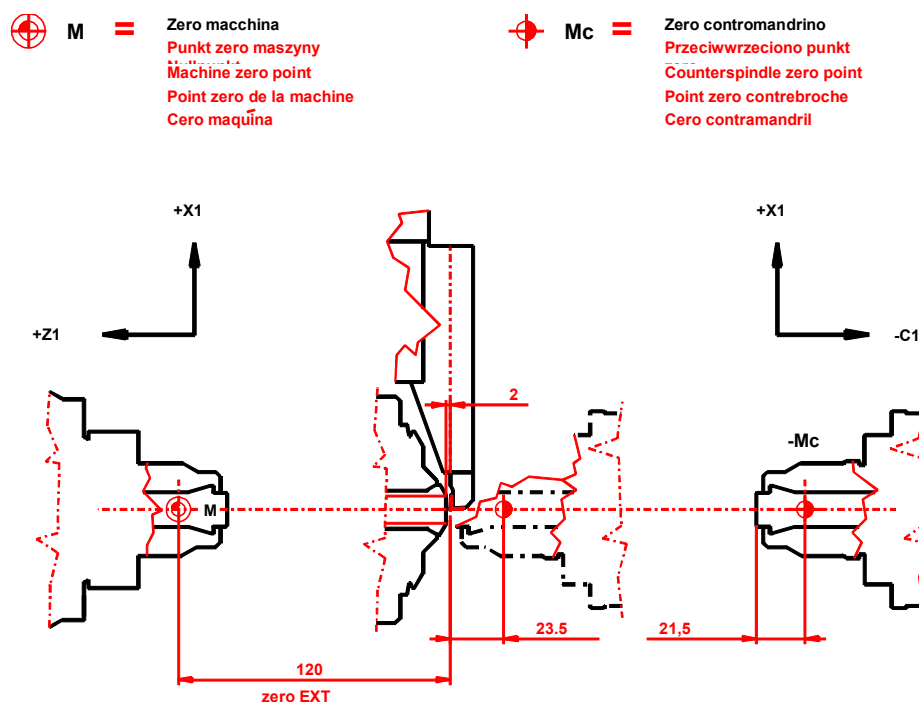 M = Zero macchina
Punkt zero maszyny
Machine zero point
Point zero de la machine
Cero maquína
Mc = Zero contromandrino
Przeciwwrzeciono punkt
Counterspindle zero point
Point zero contrebroche
Cero contramandril
+X1
+Z1
+X1
-C1
2
-Mc
M
23.5
21,5
120
zero EXT